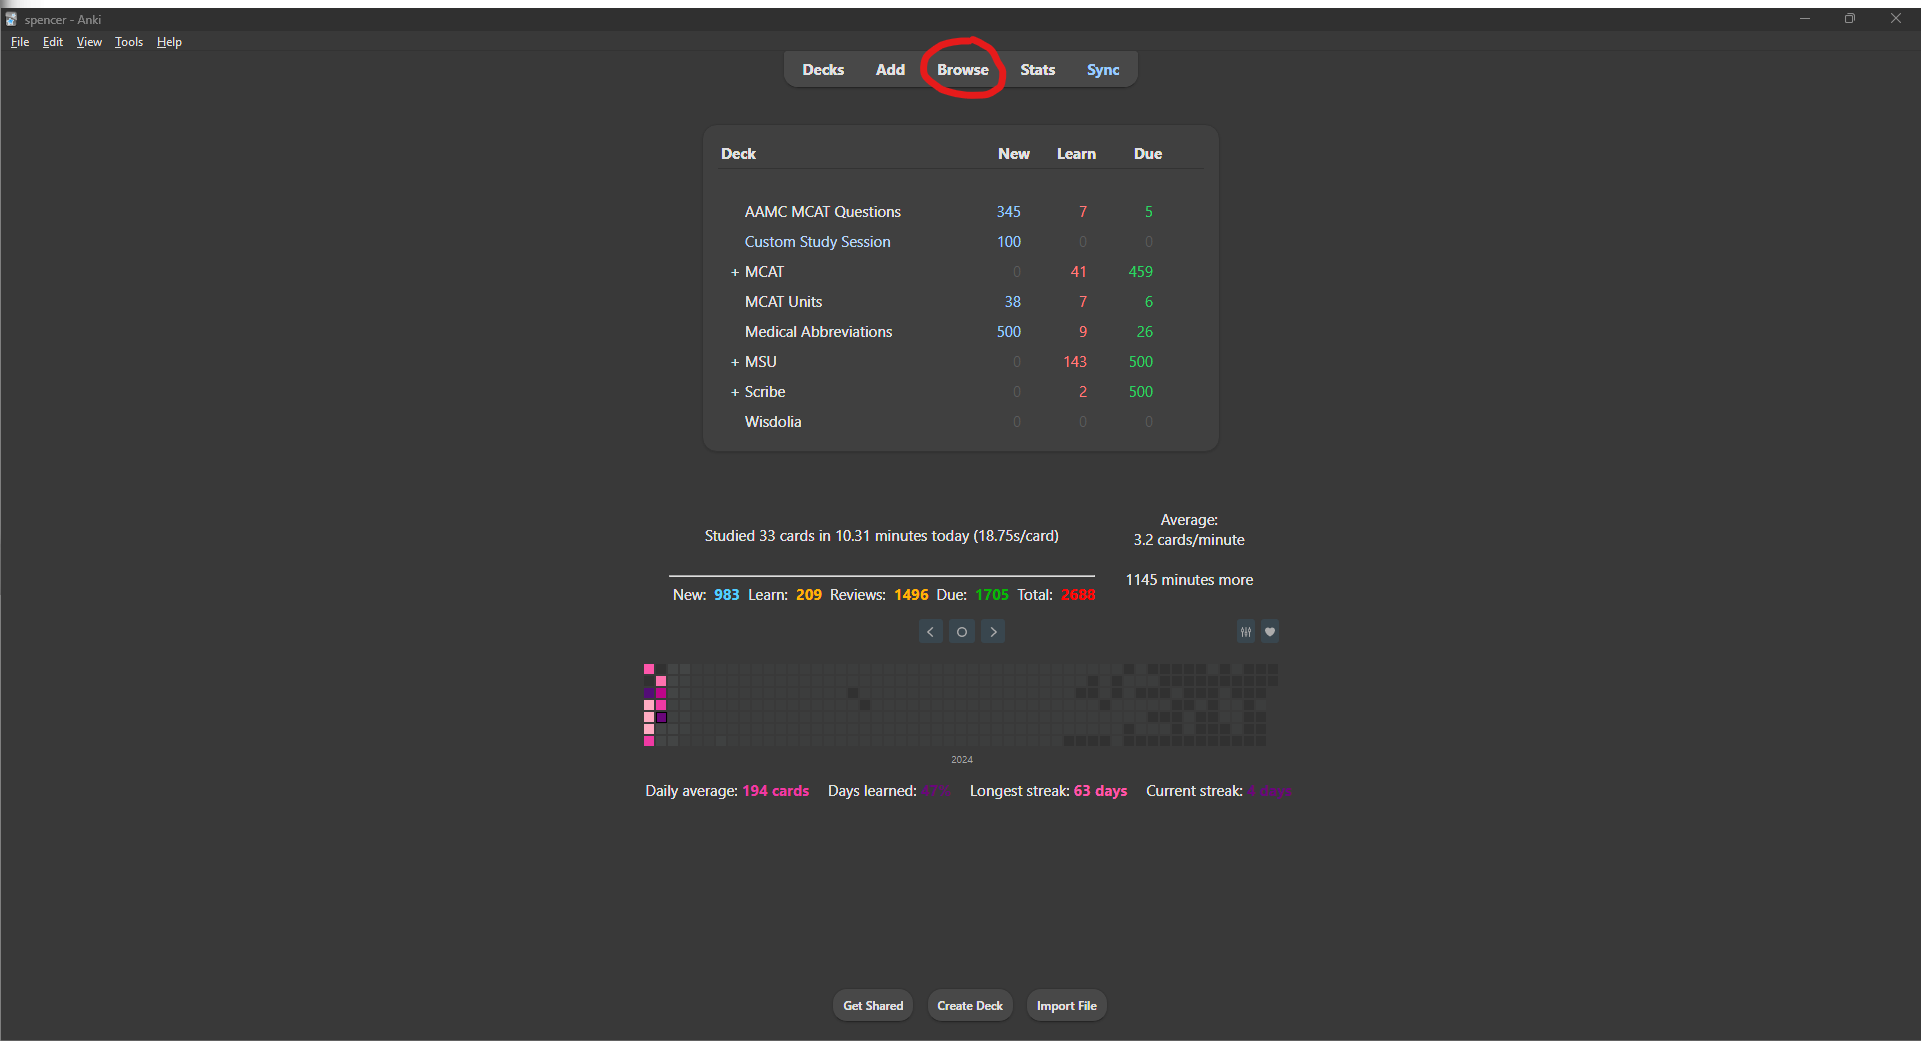 spencer - Anki
File Edit View Tools Help
Decks Add Browse Stats Sync
Deck New Learn Due
AAMC MCAT Questions 345 7 5
Custom Study Session 100 0 0
+ MCAT 0 41 459
MCAT Units 38 7 6
Medical Abbreviations 500 9 26
+ MSU 0 143 500
+ Scribe 0 2 500
Wisdolia 0 0 0
Studied 33 cards in 10.31 minutes today (18.75s/card)
Average:
3.2 cards/minute
1145 minutes more
New: 983 Learn: 209 Reviews: 1496 Due: 1705 Total: 2688
2024
Daily average: 194 cards Days learned: 47% Longest streak: 63 days Current streak: 4 days
Get Shared Create Deck Import File